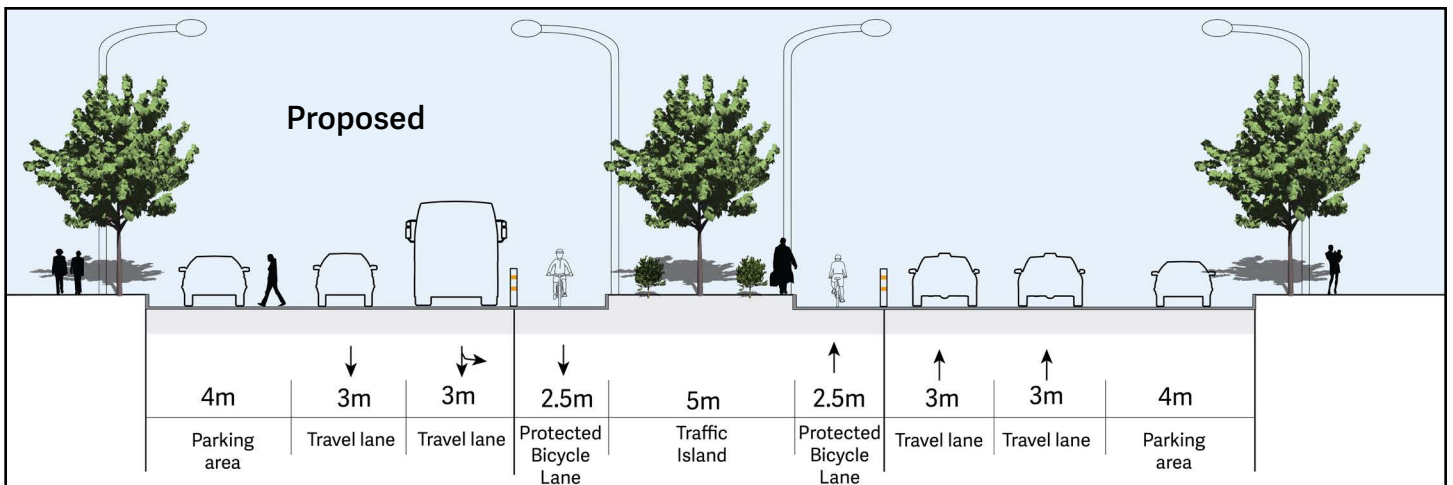 Proposed
4m
3m
3m
2.5m
5m
2.5m
3m
3m
4m
Parking
area
Travel lane
Travel lane
Protected
Bicycle
Lane
Traffic
Island
Protected
Bicycle
Lane
Travel lane
Travel lane
Parking
area